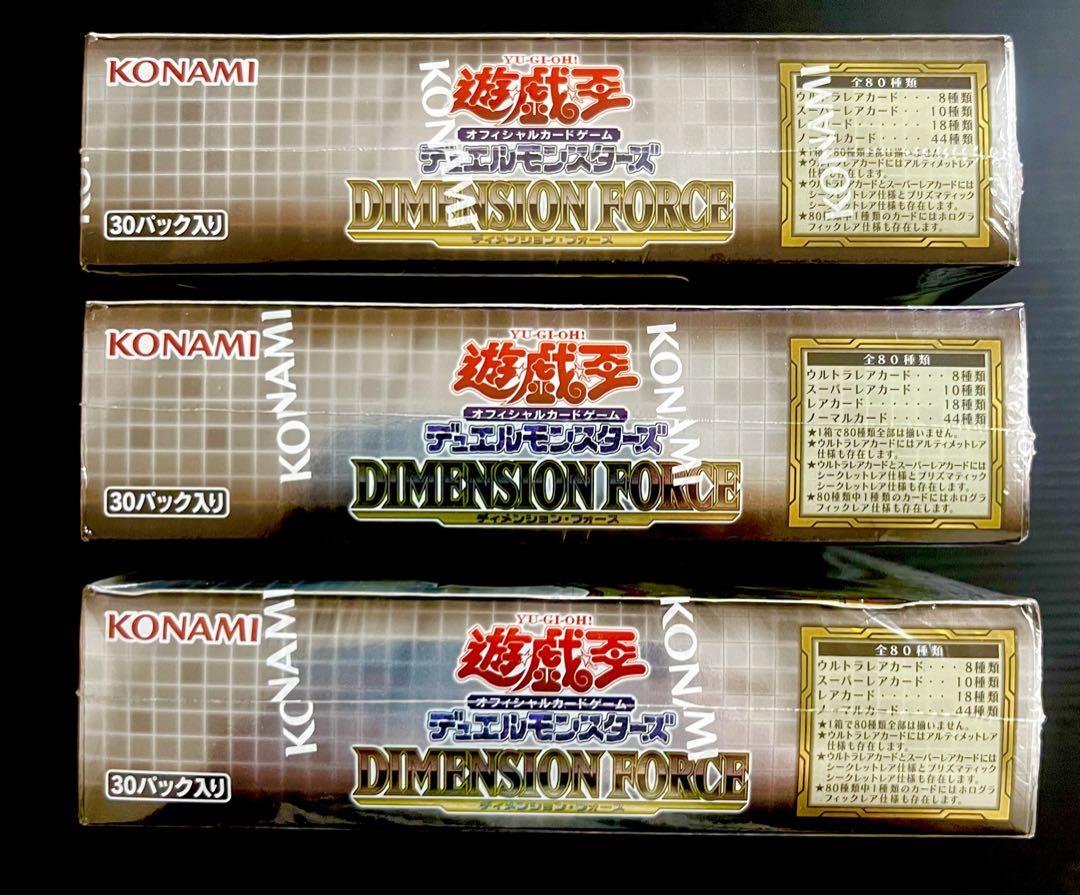 KONAMI
KONAMI
KONAMI
YU-GI-OH!
遊戯王
オフィシャルカードゲーム
デュエルモンスターズ
DIMENSION FORCE
ディメンション・フォース
30パック入り
KONAMI
全80種類
ウルトラレアカード・・・8種類
スーパーレアカード・・10種類
レアカード・・・・・・18種類
ノーマルカード・・・・44種類
★ウルトラレアカードにはアルティメットレア
仕様も存在します。
★ウルトラレアカードとスーパーレアカードには
シークレットレア仕様とプリズマティック
シークレットレア仕様も存在します。
★80種類中1種類のカードにはホログラ
フィックレア仕様も存在します。
KONAMI
KONAMI
YU-GI-OH!
遊戯王
オフィシャルカードゲーム
デュエルモンスターズ
DIMENSION FORCE
ディメンション・フォース
30パック入り
KONAMI
全80種類
ウルトラレアカード・・・8種類
スーパーレアカード・・10種類
レアカード・・・・・・18種類
ノーマルカード・・・・44種類
★1箱で80種類全部は揃いません。
★ウルトラレアカードにはアルティメットレア
仕様も存在します。
★ウルトラレアカードとスーパーレアカードには
シークレットレア仕様とプリズマティック
シークレットレア仕様も存在します。
★80種類中1種類のカードにはホログラ
フィックレア仕様も存在します。
KONAMI
KONAMI
YU-GI-OH!
遊戯王
オフィシャルカードゲーム
デュエルモンスターズ
DIMENSION FORCE
ディメンション・フォース
30パック入り
KONAMI
全80種類
ウルトラレアカード・・・8種類
スーパーレアカード・・10種類
レアカード・・・・・・18種類
ノーマルカード・・・・44種類
★1箱で80種類全部は揃いません。
★ウルトラレアカードにはアルティメットレア
仕様も存在します。
★ウルトラレアカードとスーパーレアカードには
シークレットレア仕様とプリズマティック
シークレットレア仕様も存在します。
★80種類中1種類のカードにはホログラ
フィックレア仕様も存在します。